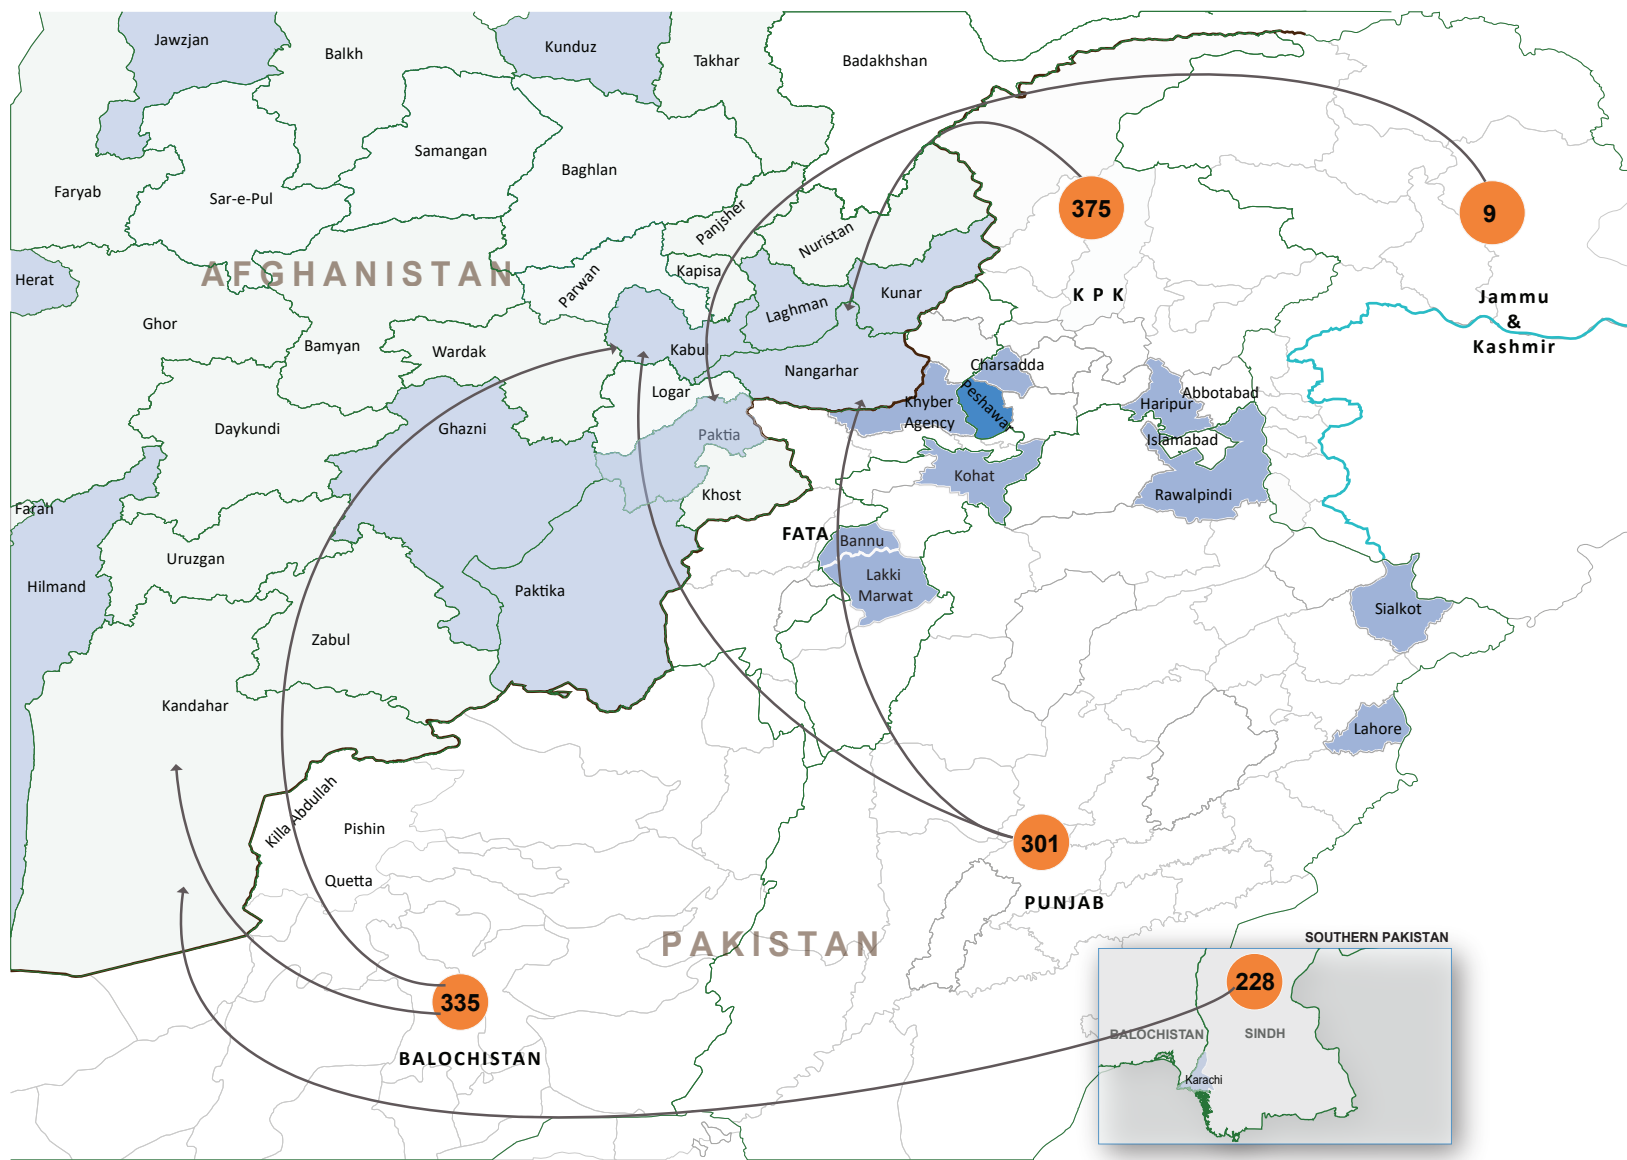 Jawzjan
Balkh
Kunduz
Takhar
Badakhshan
Samangan
Baghlan
Faryab
Sar-e-Pul
375
9
Panjsher
Nuristan
AFGHANISTAN
Herat
Parwan
Kapisa
Laghman
Kunar
KPK
Jammu
&
Kashmir
Ghor
Bamyan
Wardak
Kabul
Nangarhar
Charsadda
Logar
Khyber
Agency
Peshawar
Haripur
Abbotabad
Daykundi
Ghazni
Paktia
Islamabad
Khost
Kohat
Rawalpindi
Farah
FATA
Bannu
Uruzgan
Hilmand
Paktika
Lakki
Marwat
Sialkot
Zabul
Kandahar
Lahore
Killa Abdullah
Pishin
301
Quetta
PUNJAB
PAKISTAN
SOUTHERN PAKISTAN
335
228
BALOCHISTAN
BALOCHISTAN
SINDH
Karachi